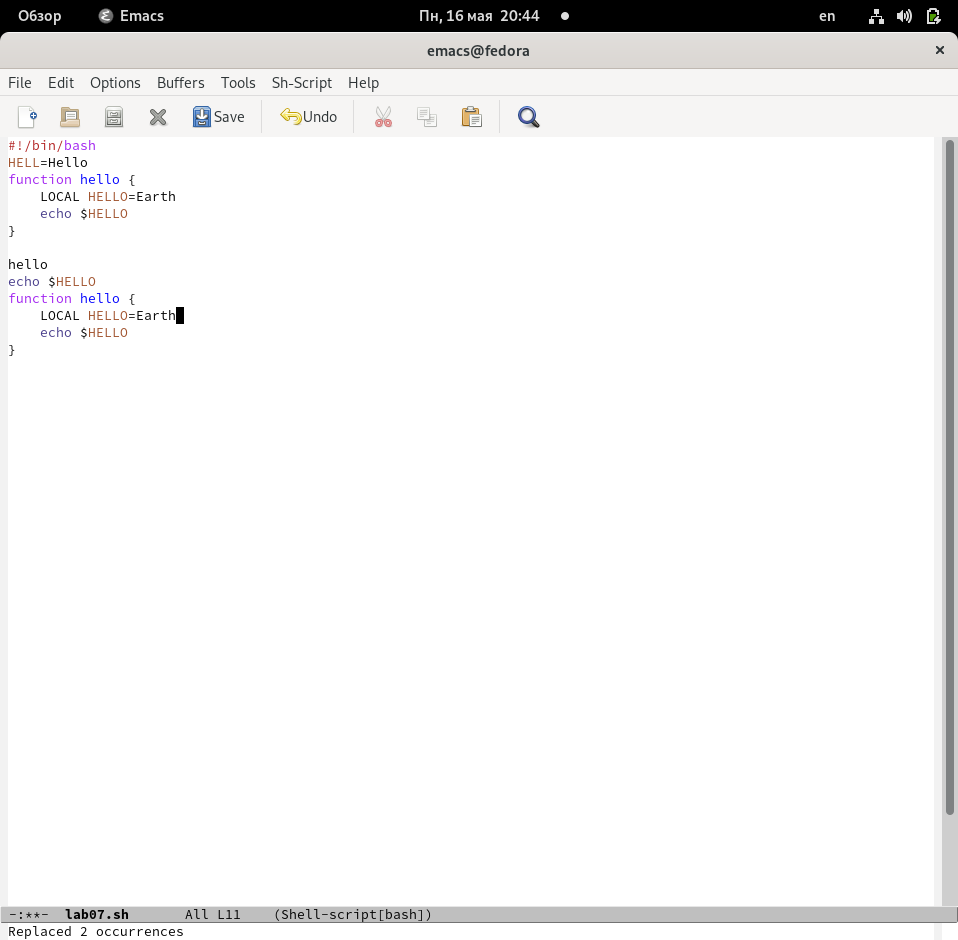 Обзор Emacs Пн, 16 мая 20:44 en
emacs@fedora
File Edit Options Buffers Tools Sh-Script Help
Save Undo
#!/bin/bash
HELL=Hello
function hello {
    LOCAL HELLO=Earth
    echo $HELLO
}
hello
echo $HELLO
function hello {
    LOCAL HELLO=Earth
    echo $HELLO
}
-:**- lab07.sh All L11 (Shell-script[bash])
Replaced 2 occurrences